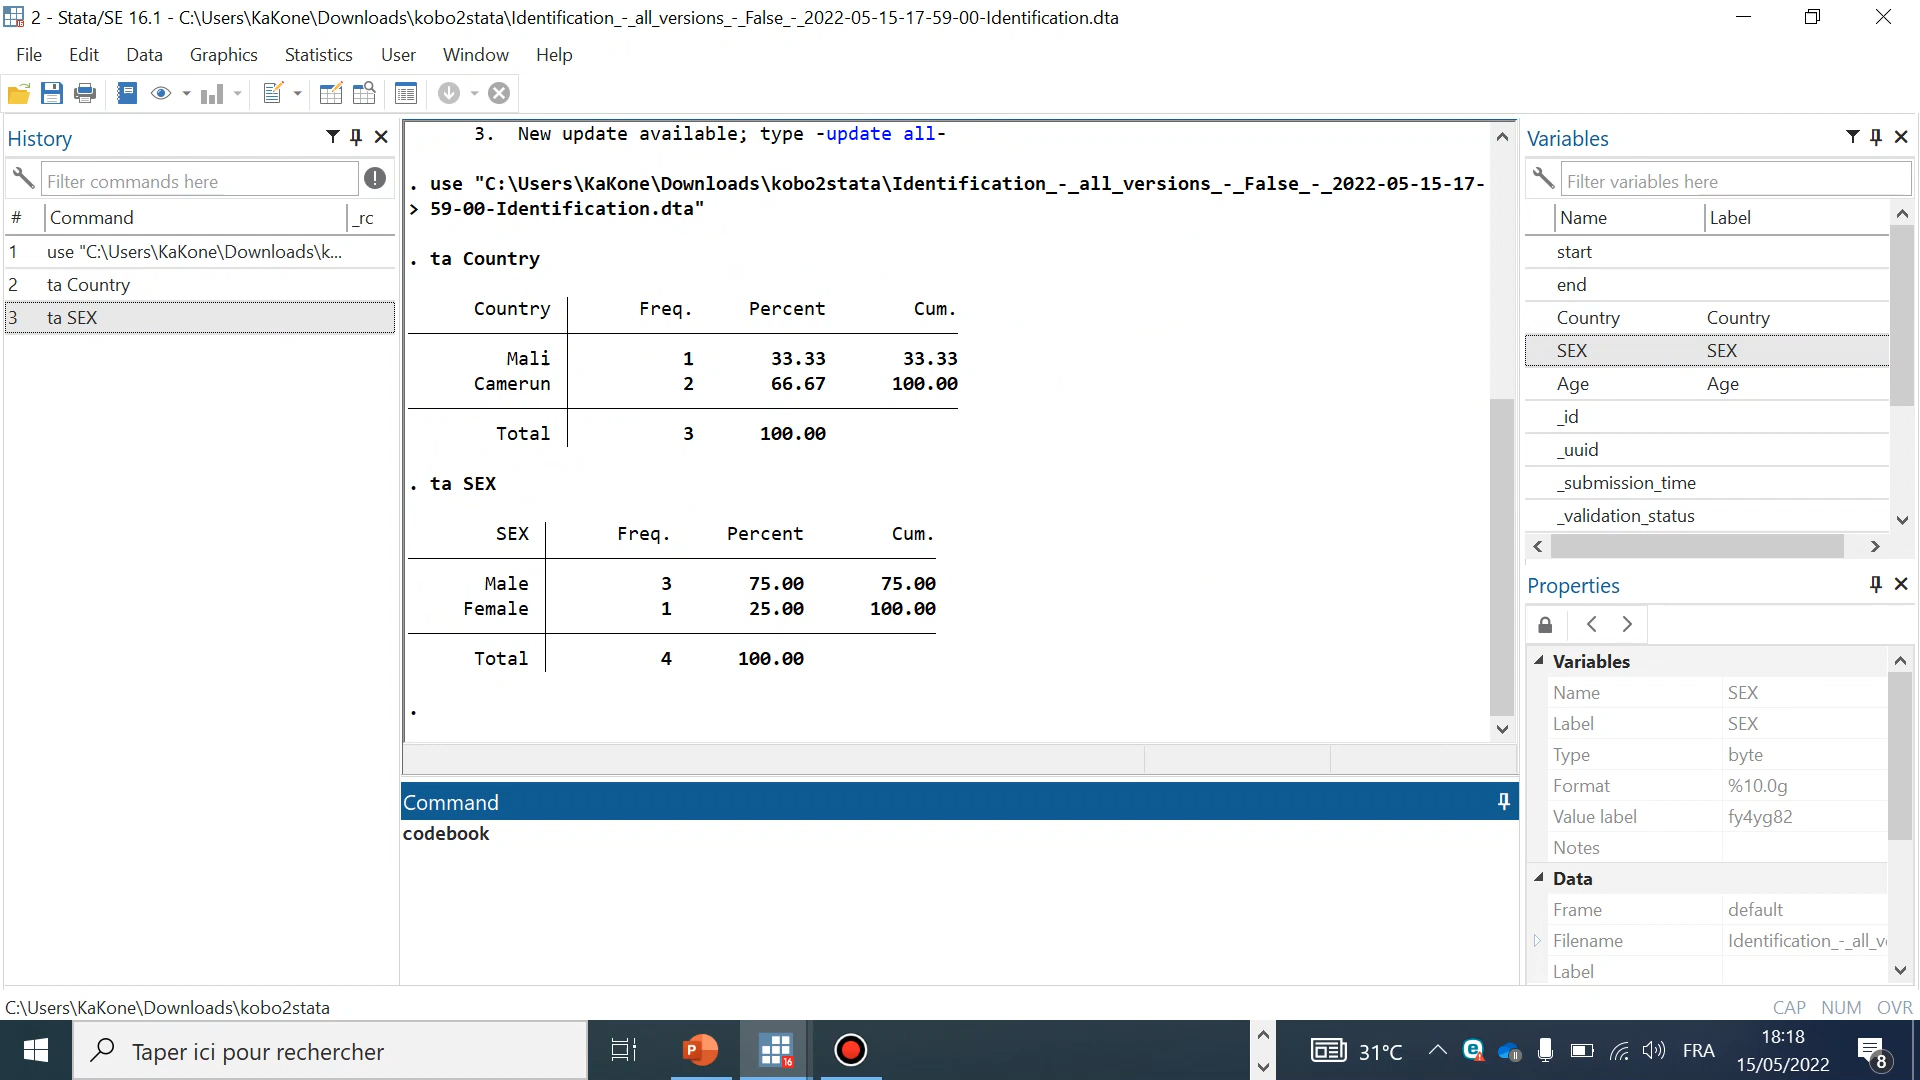 2 - Stata/SE 16.1 - C:\Users\KaKone\Downloads\kobo2stata\Identification_-_all_versions_-_False_-_2022-05-15-17-59-00-Identification.dta
File Edit Data Graphics Statistics User Window Help
History
Filter commands here
# Command _rc
1 use "C:\Users\KaKone\Downloads\k...
2 ta Country
3 ta SEX
3. New update available; type -update all-
. use "C:\Users\KaKone\Downloads\kobo2stata\Identification_-_all_versions_-_False_-_2022-05-15-17-
> 59-00-Identification.dta"
. ta Country
Country Freq. Percent Cum.
Mali 1 33.33 33.33
Camerun 2 66.67 100.00
Total 3 100.00
. ta SEX
SEX Freq. Percent Cum.
Male 3 75.00 75.00
Female 1 25.00 100.00
Total 4 100.00
.
Command
codebook
Variables
Filter variables here
Name Label
start
end
Country Country
SEX SEX
Age Age
_id
_uuid
_submission_time
_validation_status
Properties
Variables
Name SEX
Label SEX
Type byte
Format %10.0g
Value label fy4yg82
Notes
Data
Frame default
Filename Identification_-_all_v
Label
C:\Users\KaKone\Downloads\kobo2stata
CAP NUM OVR
Taper ici pour rechercher
P
16
31°C
FRA
18:18
15/05/2022
8